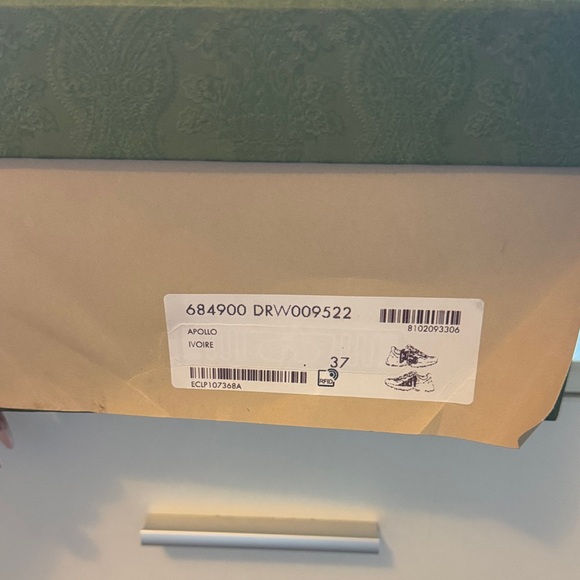 684900 DRW009522
8102093306
APOLLO
IVOIRE
37
ECLP107368A
RFID